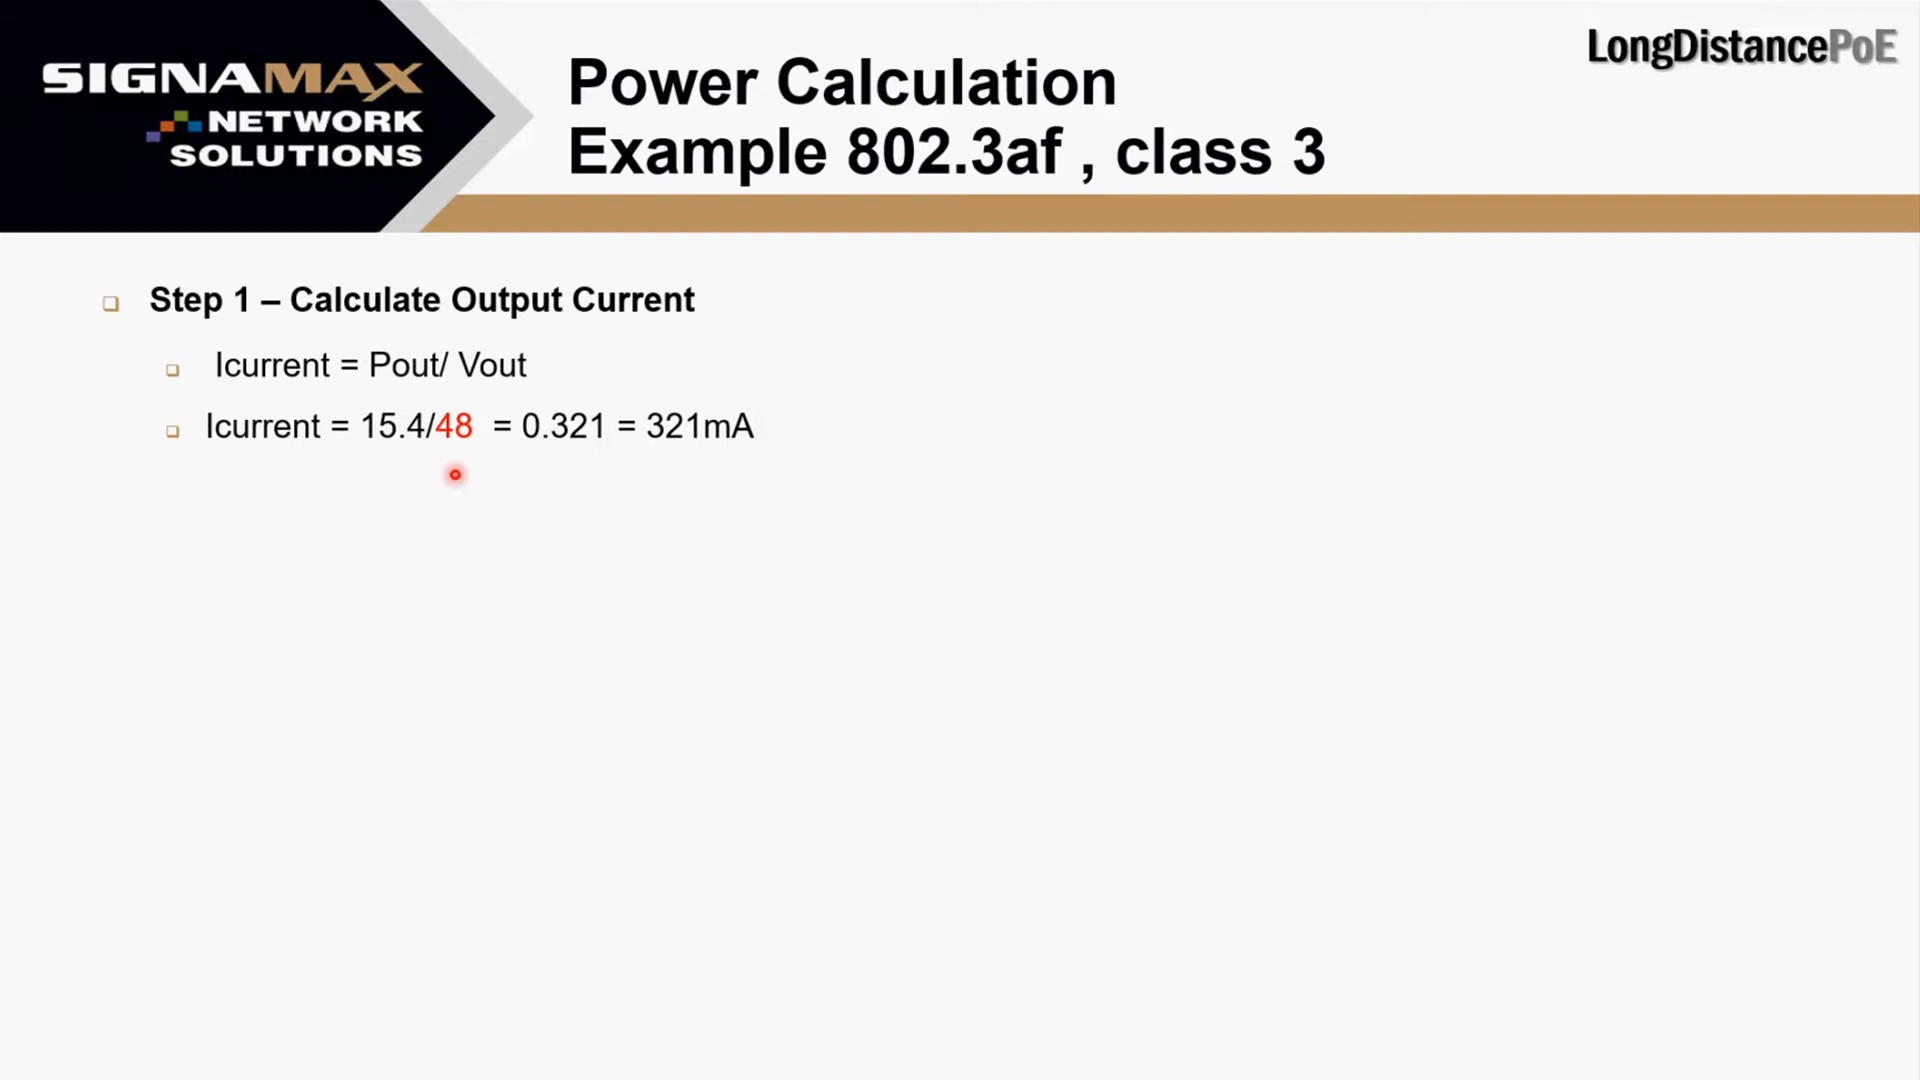 SIGNAMAX
NETWORK
SOLUTIONS
LongDistancePoE
Power Calculation
Example 802.3af , class 3
Step 1 – Calculate Output Current
Icurrent = Pout/ Vout
Icurrent = 15.4/48 = 0.321 = 321mA